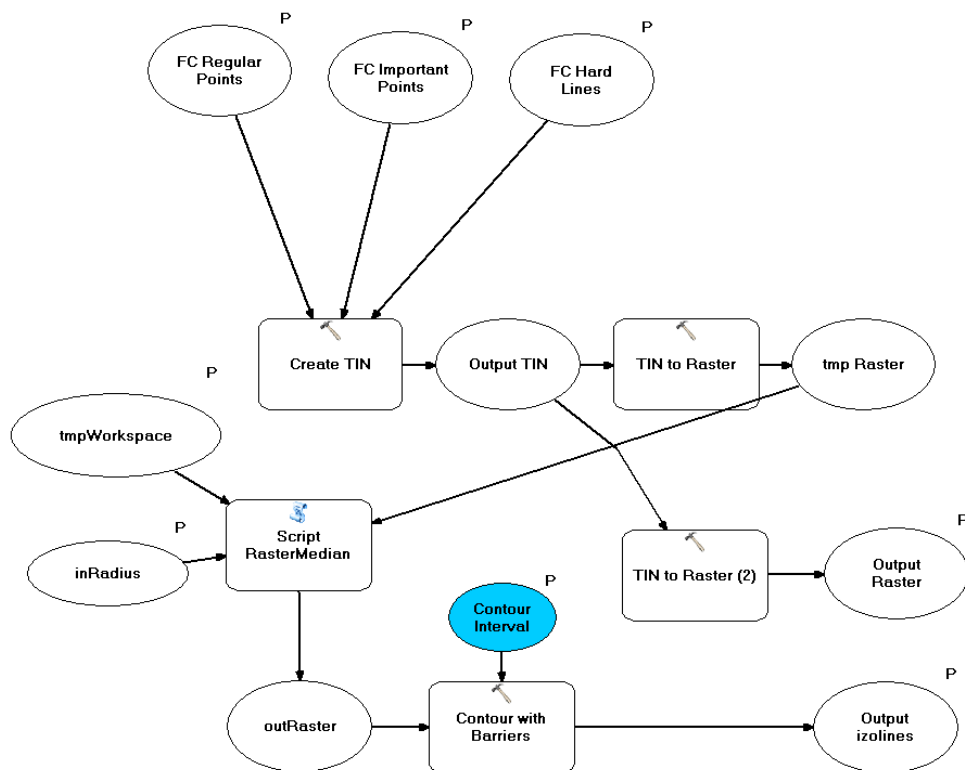 P
P
P
FC Regular
Points
FC Important
Points
FC Hard
Lines
Create TIN
Output TIN
TIN to Raster
tmp Raster
P
tmpWorkspace
P
inRadius
Script
RasterMedian
P
Contour
Interval
TIN to Raster (2)
P
Output
Raster
outRaster
Contour with
Barriers
P
Output
izolines